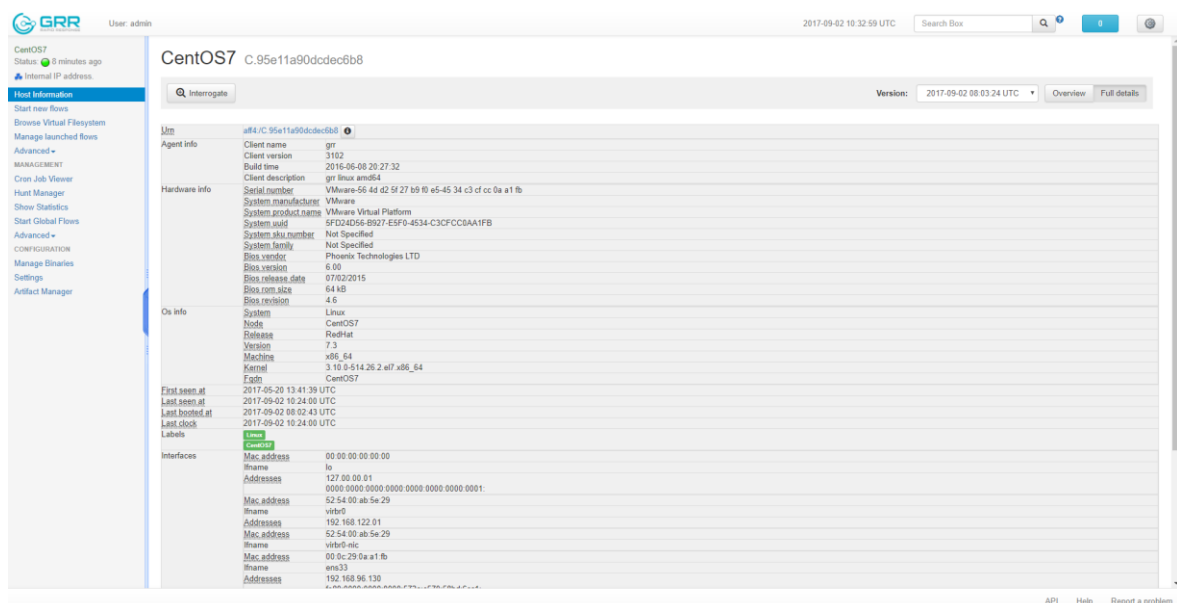 GRR
User: admin
2017-09-02 10:32:59 UTC
Search Box
0
CentOS7
Status: 8 minutes ago
Internal IP address.
Host Information
Start new flows
Browse Virtual Filesystem
Manage launched flows
Advanced
MANAGEMENT
Cron Job Viewer
Hunt Manager
Show Statistics
Start Global Flows
Advanced
CONFIGURATION
Manage Binaries
Settings
Artifact Manager
CentOS7 C.95e11a90dcdec6b8
Interrogate
Version: 2017-09-02 08:03:24 UTC Overview Full details
Urn aff4:/C.95e11a90dcdec6b8
Agent info Client name grr
Client version 3102
Build time 2016-06-08 20:27:32
Client description grr linux amd64
Hardware info Serial number VMware-56 4d d2 5f 27 b9 f0 e5-45 34 c3 cf cc 0a a1 fb
System manufacturer VMware
System product name VMware Virtual Platform
System uuid 5FD24D56-B927-E5F0-4534-C3CFCC0AA1FB
System sku number Not Specified
System family Not Specified
Bios vendor Phoenix Technologies LTD
Bios version 6.00
Bios release date 07/02/2015
Bios rom size 64 kB
Bios revision 4.6
Os info System Linux
Node CentOS7
Release RedHat
Version 7.3
Machine x86_64
Kernel 3.10.0-514.26.2.el7.x86_64
Fqdn CentOS7
First seen at 2017-05-20 13:41:39 UTC
Last seen at 2017-09-02 10:24:00 UTC
Last booted at 2017-09-02 08:02:43 UTC
Last clock 2017-09-02 10:24:00 UTC
Labels Linux
CentOS7
Interfaces Mac address 00:00:00:00:00:00
Ifname lo
Addresses 127.00.00.01
0000:0000:0000:0000:0000:0000:0000:0001:
Mac address 52:54:00:ab:5e:29
Ifname virbr0
Addresses 192.168.122.01
Mac address 52:54:00:ab:5e:29
Ifname virbr0-nic
Mac address 00:0c:29:0a:a1:fb
Ifname ens33
Addresses 192.168.96.130
API Help Report a problem